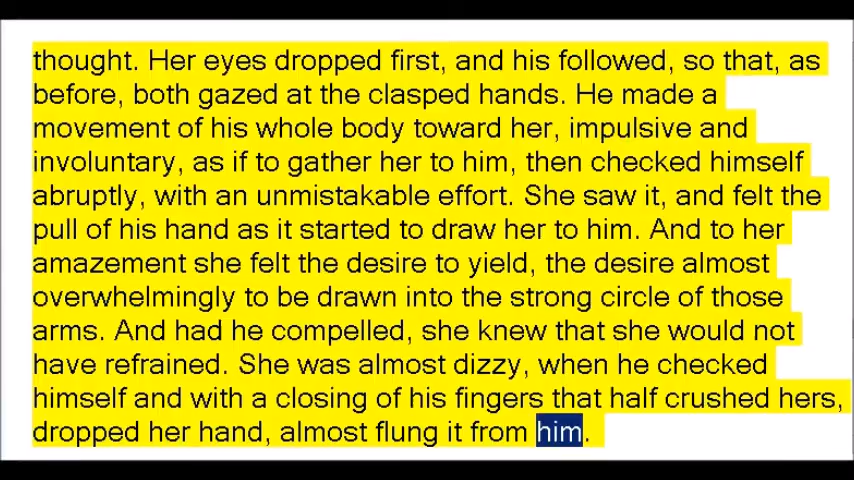 thought. Her eyes dropped first, and his followed, so that, as
before, both gazed at the clasped hands. He made a
movement of his whole body toward her, impulsive and
involuntary, as if to gather her to him, then checked himself
abruptly, with an unmistakable effort. She saw it, and felt the
pull of his hand as it started to draw her to him. And to her
amazement she felt the desire to yield, the desire almost
overwhelmingly to be drawn into the strong circle of those
arms. And had he compelled, she knew that she would not
have refrained. She was almost dizzy, when he checked
himself and with a closing of his fingers that half crushed hers,
dropped her hand, almost flung it from him.